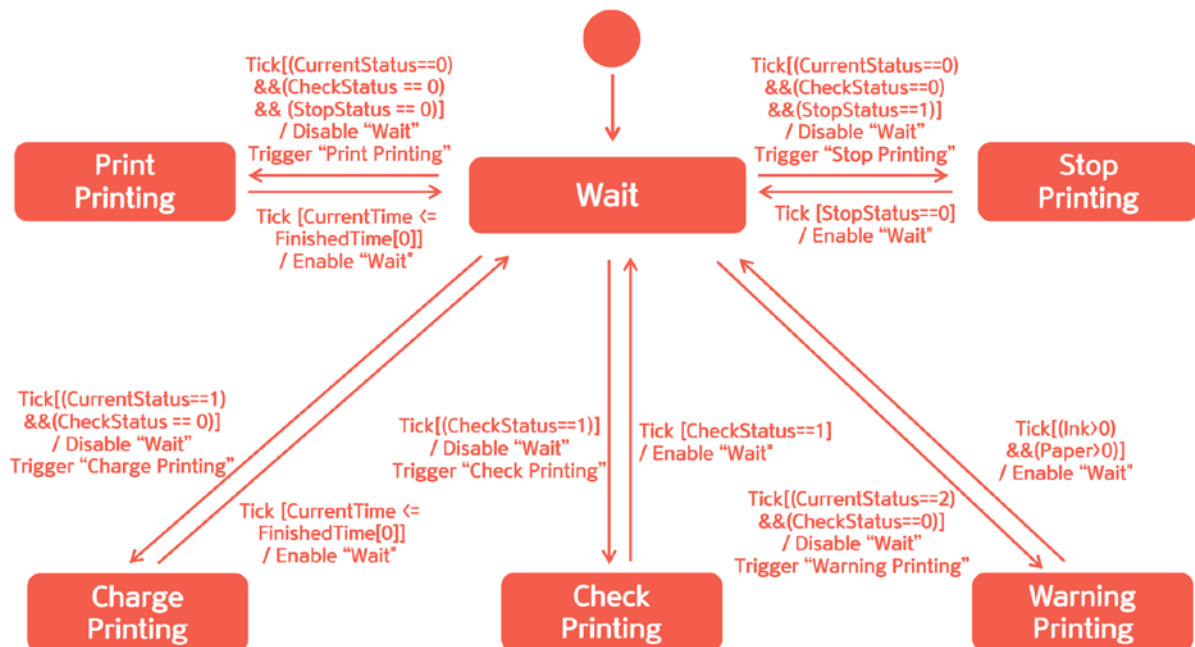 Tick[(CurrentStatus==0)
&&(CheckStatus == 0)
&& (StopStatus == 0)]
/ Disable “Wait”
Trigger “Print Printing”
Tick[(CurrentStatus==0)
&&(CheckStatus==0)
&&(StopStatus==1)]
/ Disable “Wait”
Trigger “Stop Printing”
Print
Printing
Wait
Stop
Printing
Tick [CurrentTime <=
FinishedTime[0]]
/ Enable “Wait"
Tick [StopStatus==0]
/ Enable “Wait"
Tick[(CurrentStatus==1)
&&(CheckStatus == 0)]
/ Disable “Wait”
Trigger “Charge Printing”
Tick[(CheckStatus==1)]
/ Disable “Wait”
Trigger “Check Printing”
Tick [CheckStatus==1]
/ Enable “Wait"
Tick[(Ink>0)
&&(Paper>0)]
/ Enable “Wait"
Tick [CurrentTime <=
FinishedTime[0]]
/ Enable “Wait"
Tick[(CurrentStatus==2)
&&(CheckStatus==0)]
/ Disable “Wait”
Trigger “Warning Printing”
Charge
Printing
Check
Printing
Warning
Printing